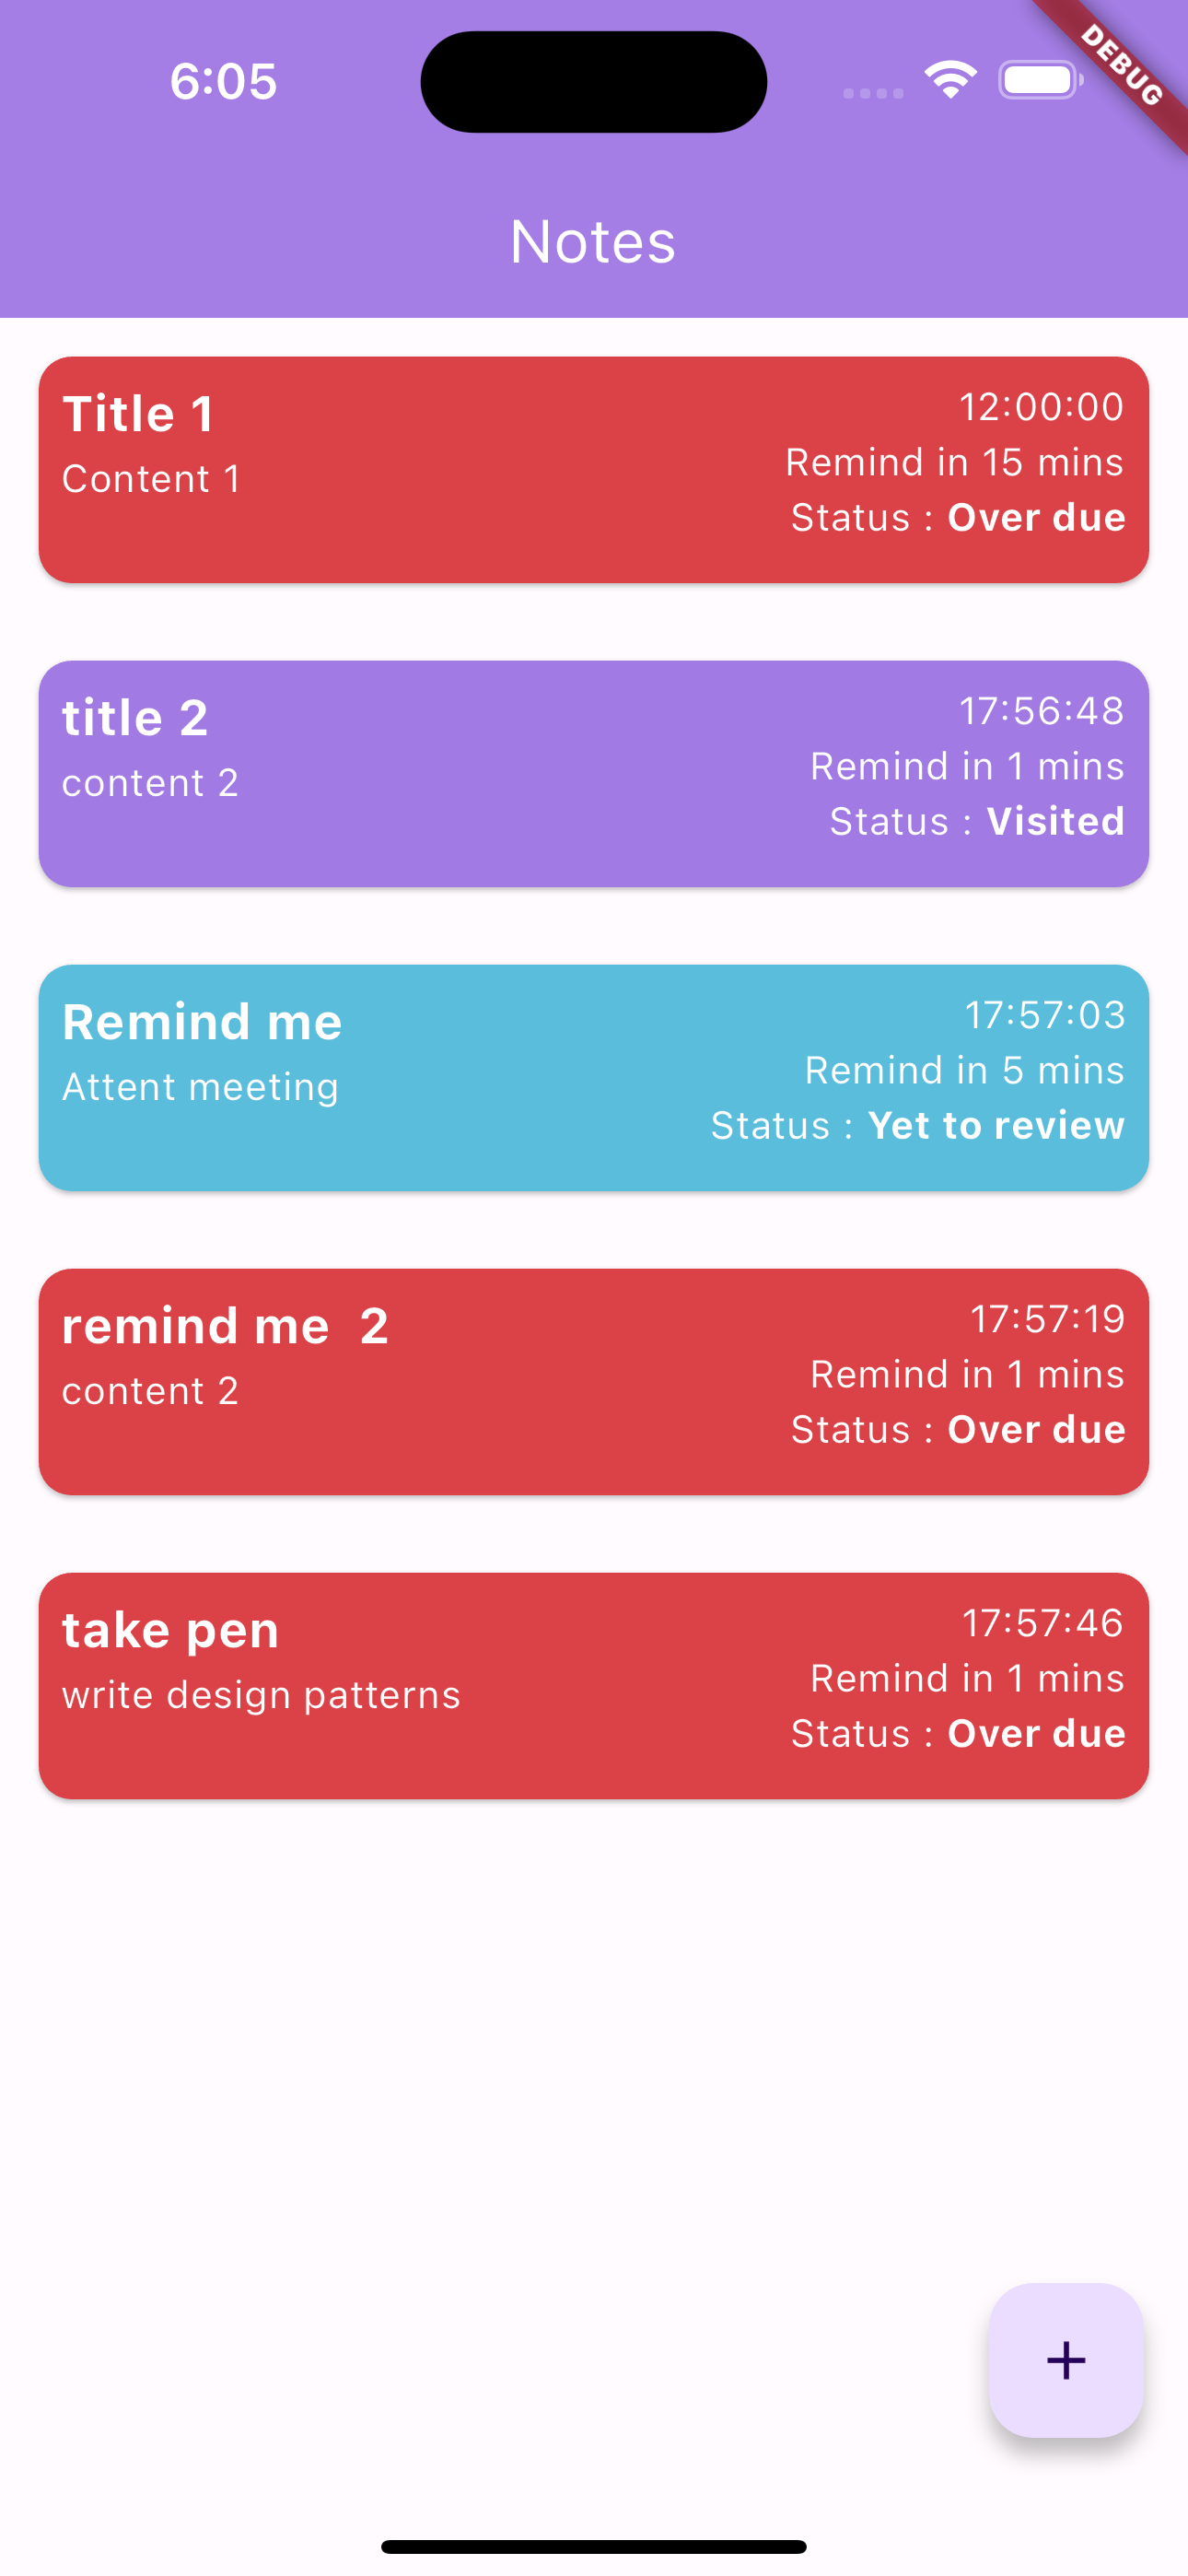 6:05
DEBUG
Notes
Title 1
Content 1
12:00:00
Remind in 15 mins
Status : Over due
title 2
content 2
17:56:48
Remind in 1 mins
Status : Visited
Remind me
Attent meeting
17:57:03
Remind in 5 mins
Status : Yet to review
remind me  2
content 2
17:57:19
Remind in 1 mins
Status : Over due
take pen
write design patterns
17:57:46
Remind in 1 mins
Status : Over due
+